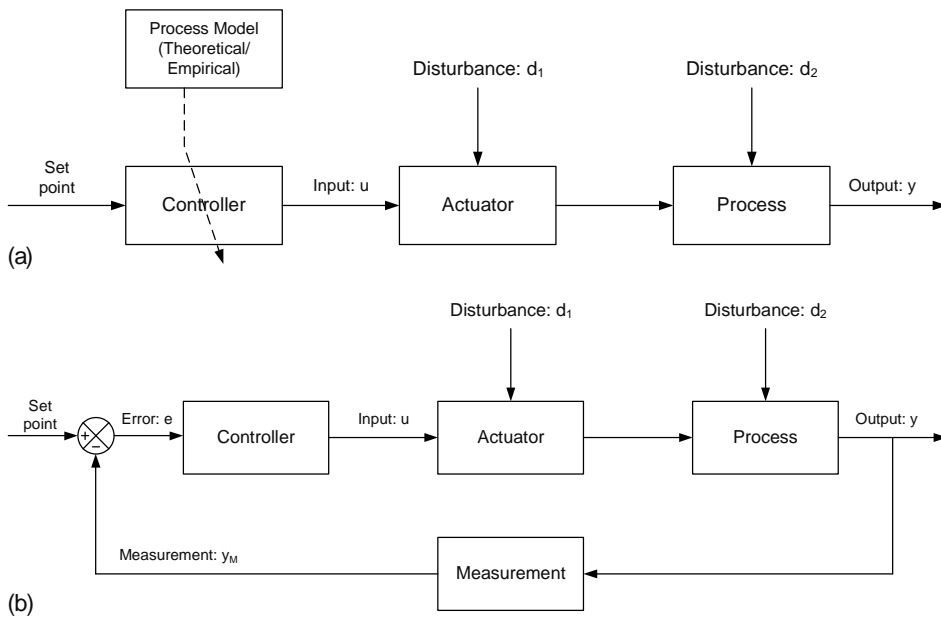 Process Model
(Theoretical/
Empirical)
Disturbance: d₁
Disturbance: d₂
Set
point
Controller
Input: u
Actuator
Process
Output: y
(a)
Disturbance: d₁
Disturbance: d₂
Set
point
+
−
Error: e
Controller
Input: u
Actuator
Process
Output: y
Measurement: y_M
Measurement
(b)